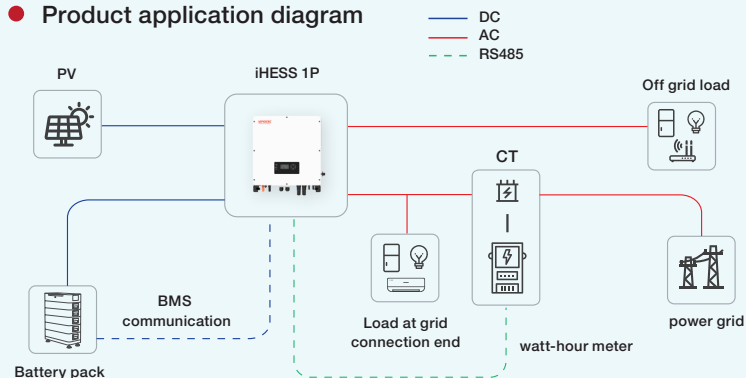 Product application diagram
DC
AC
RS485
PV
iHESS 1P
Off grid load
CT
BMS
communication
Load at grid
connection end
watt-hour meter
power grid
Battery pack